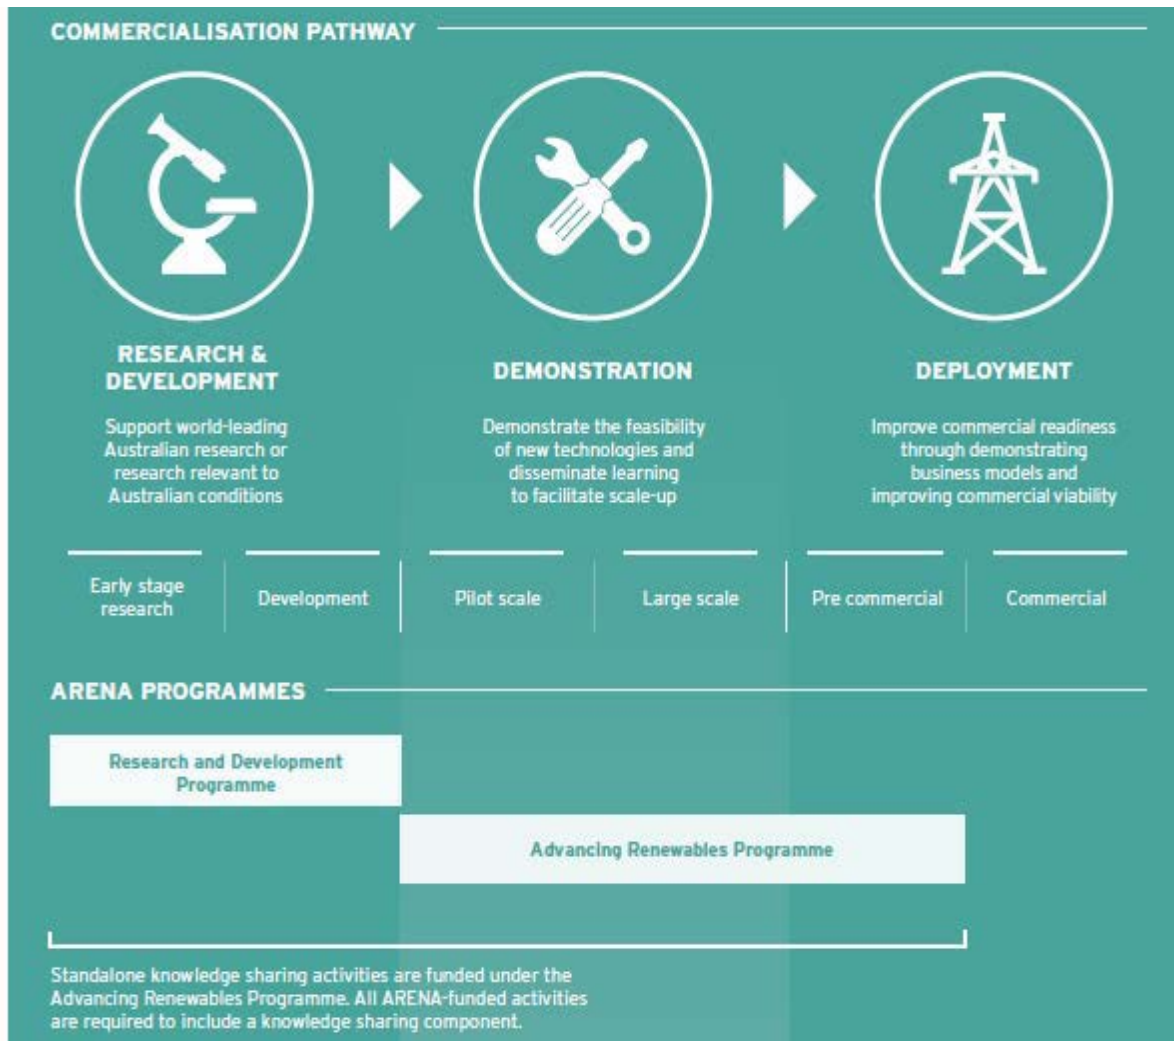 COMMERCIALISATION PATHWAY
RESEARCH &
DEVELOPMENT
Support world-leading
Australian research or
research relevant to
Australian conditions
DEMONSTRATION
Demonstrate the feasibility
of new technologies and
disseminate learning
to facilitate scale-up
DEPLOYMENT
Improve commercial readiness
through demonstrating
business models and
improving commercial viability
Early stage
research
Development
Pilot scale
Large scale
Pre commercial
Commercial
ARENA PROGRAMMES
Research and Development
Programme
Advancing Renewables Programme
Standalone knowledge sharing activities are funded under the
Advancing Renewables Programme. All ARENA-funded activities
are required to include a knowledge sharing component.